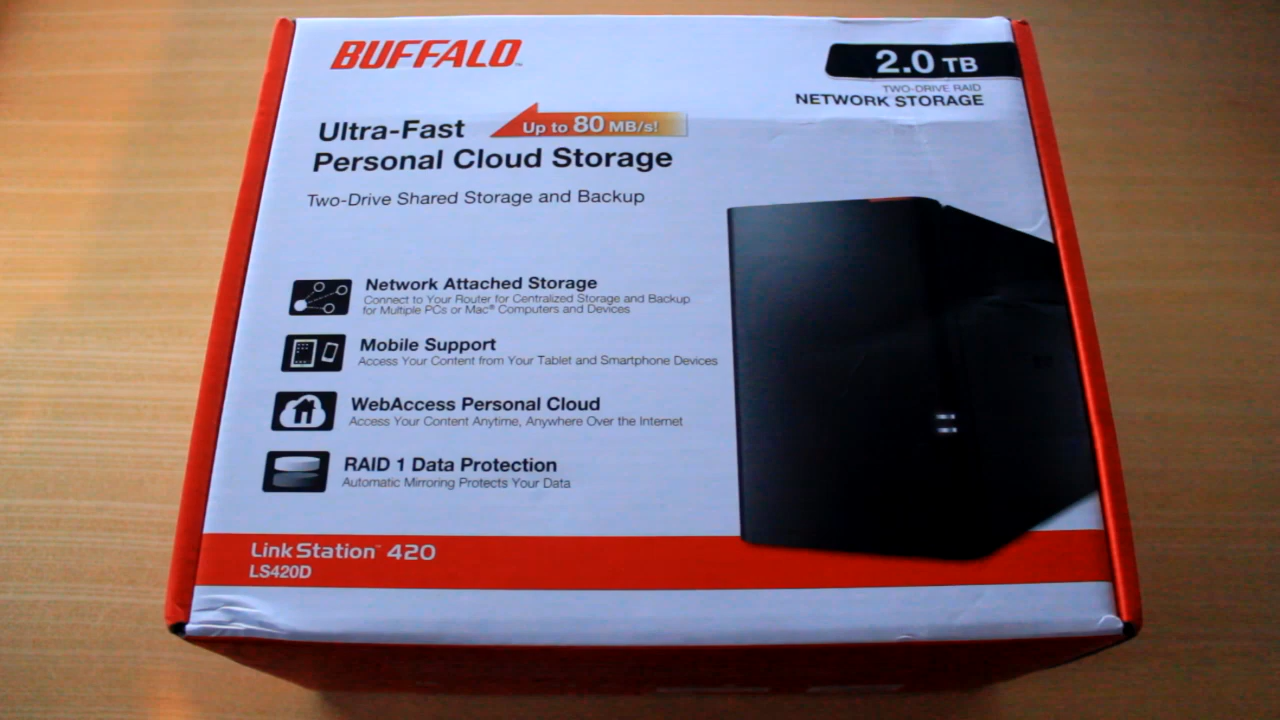 BUFFALO™
2.0 TB
TWO-DRIVE RAID
NETWORK STORAGE
Ultra-Fast
Up to 80 MB/s!
Personal Cloud Storage
Two-Drive Shared Storage and Backup
Network Attached Storage
Connect to Your Router for Centralized Storage and Backup
for Multiple PCs or Mac® Computers and Devices
Mobile Support
Access Your Content from Your Tablet and Smartphone Devices
WebAccess Personal Cloud
Access Your Content Anytime, Anywhere Over the Internet
RAID 1 Data Protection
Automatic Mirroring Protects Your Data
LinkStation™ 420
LS420D